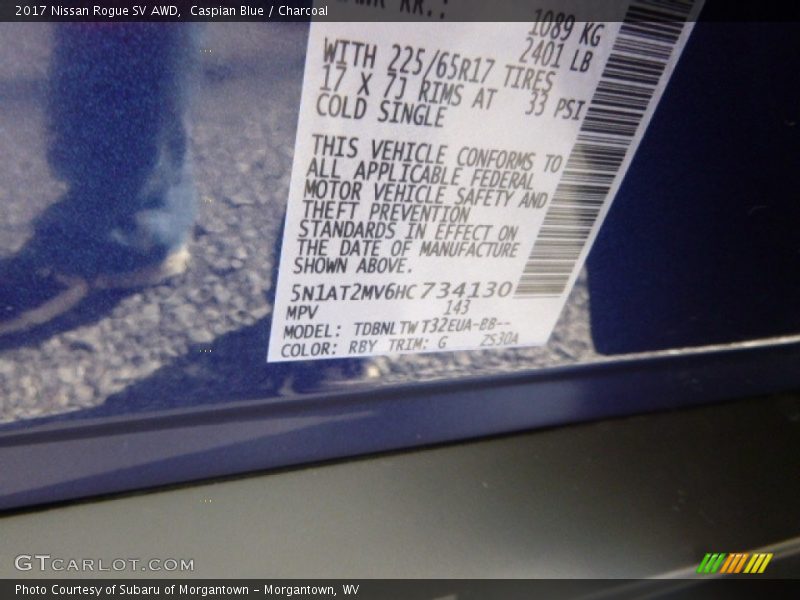 2017 Nissan Rogue SV AWD,  Caspian Blue / Charcoal
1089 KG
2401 LB
WITH 225/65R17 TIRES
17 X 7J RIMS AT 33 PSI
COLD SINGLE
THIS VEHICLE CONFORMS TO
ALL APPLICABLE FEDERAL
MOTOR VEHICLE SAFETY AND
THEFT PREVENTION
STANDARDS IN EFFECT ON
THE DATE OF MANUFACTURE
SHOWN ABOVE.
5N1AT2MV6HC734130
MPV 143
MODEL: TDBNLTWT32EUA-BB--
COLOR: RBY TRIM: G ZS30A
GTCARLOT.COM
Photo Courtesy of Subaru of Morgantown - Morgantown, WV